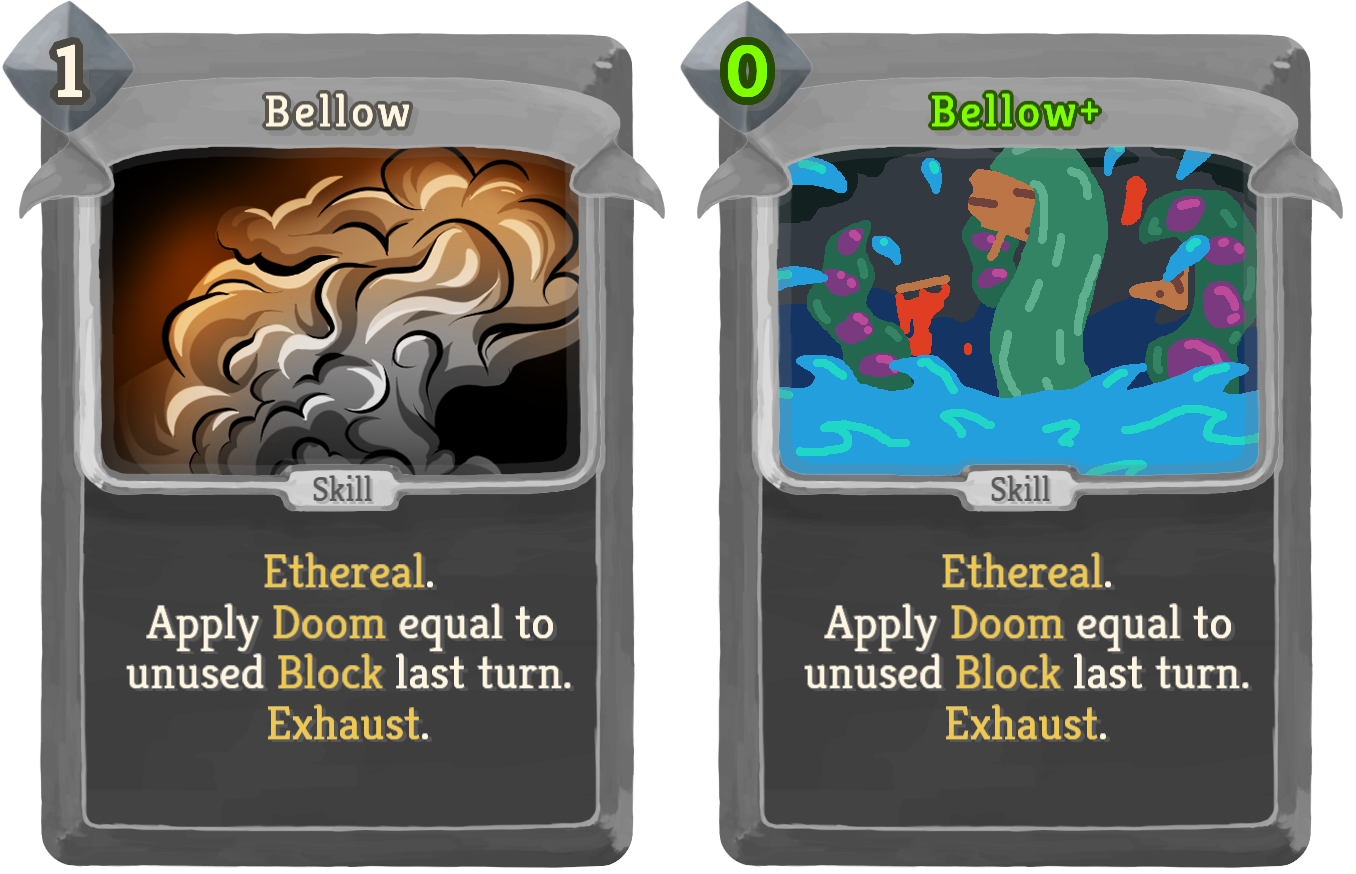 1
Bellow
Skill
Ethereal.
Apply Doom equal to
unused Block last turn.
Exhaust.
0
Bellow+
Skill
Ethereal.
Apply Doom equal to
unused Block last turn.
Exhaust.